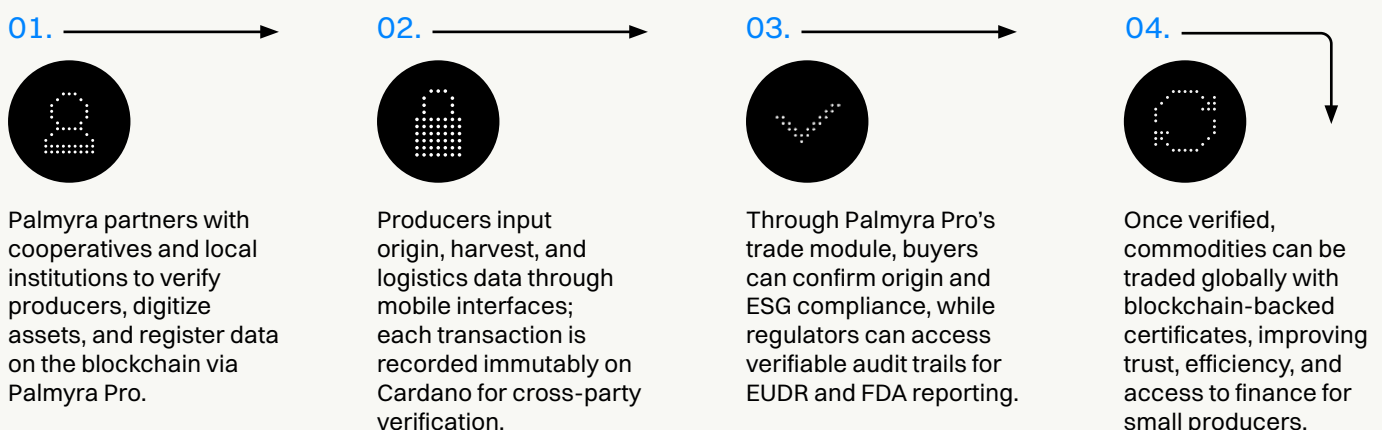 01.
Palmyra partners with
cooperatives and local
institutions to verify
producers, digitize
assets, and register data
on the blockchain via
Palmyra Pro.
02.
Producers input
origin, harvest, and
logistics data through
mobile interfaces;
each transaction is
recorded immutably on
Cardano for cross-party
verification.
03.
Through Palmyra Pro’s
trade module, buyers
can confirm origin and
ESG compliance, while
regulators can access
verifiable audit trails for
EUDR and FDA reporting.
04.
Once verified,
commodities can be
traded globally with
blockchain-backed
certificates, improving
trust, efficiency, and
access to finance for
small producers.